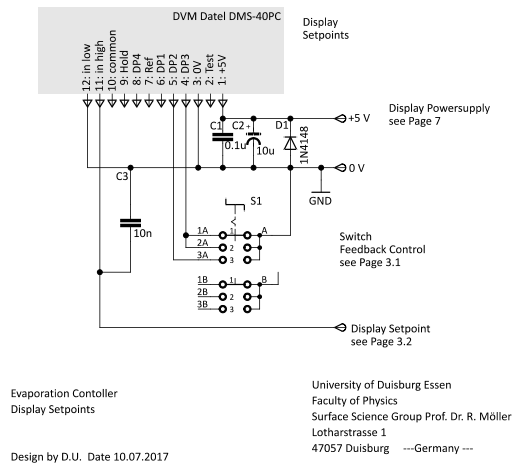 DVM Datel DMS-40PC
Display
Setpoints
12: in low
11: in high
10: common
9: Hold
8: DP4
7: Ref
6: DP1
5: DP2
4: DP3
3: 0V
2: Test
1: +5V
C1
0.1u
C2
+
10u
D1
1N4148
+5 V
Display Powersupply
see Page 7
0 V
GND
C3
10n
S1
1A
1
A
2A
2
3A
3
Switch
Feedback Control
see Page 3.1
1B
1
B
2B
2
3B
3
Display Setpoint
see Page 3.2
Evaporation Contoller
Display Setpoints
Design by D.U. Date 10.07.2017
University of Duisburg Essen
Faculty of Physics
Surface Science Group Prof. Dr. R. Möller
Lotharstrasse 1
47057 Duisburg ---Germany ---